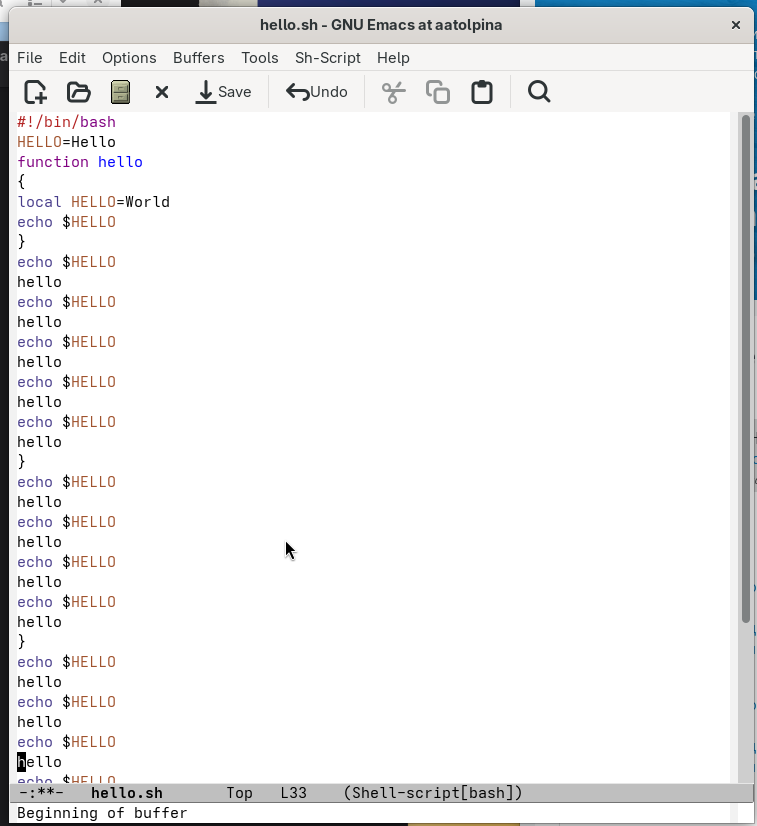 hello.sh - GNU Emacs at aatolpina
File Edit Options Buffers Tools Sh-Script Help
Save Undo
#!/bin/bash
HELLO=Hello
function hello
{
local HELLO=World
echo $HELLO
}
echo $HELLO
hello
echo $HELLO
hello
echo $HELLO
hello
echo $HELLO
hello
echo $HELLO
hello
}
echo $HELLO
hello
echo $HELLO
hello
echo $HELLO
hello
echo $HELLO
hello
}
echo $HELLO
hello
echo $HELLO
hello
echo $HELLO
hello
echo $HELLO
-:**- hello.sh Top L33 (Shell-script[bash])
Beginning of buffer